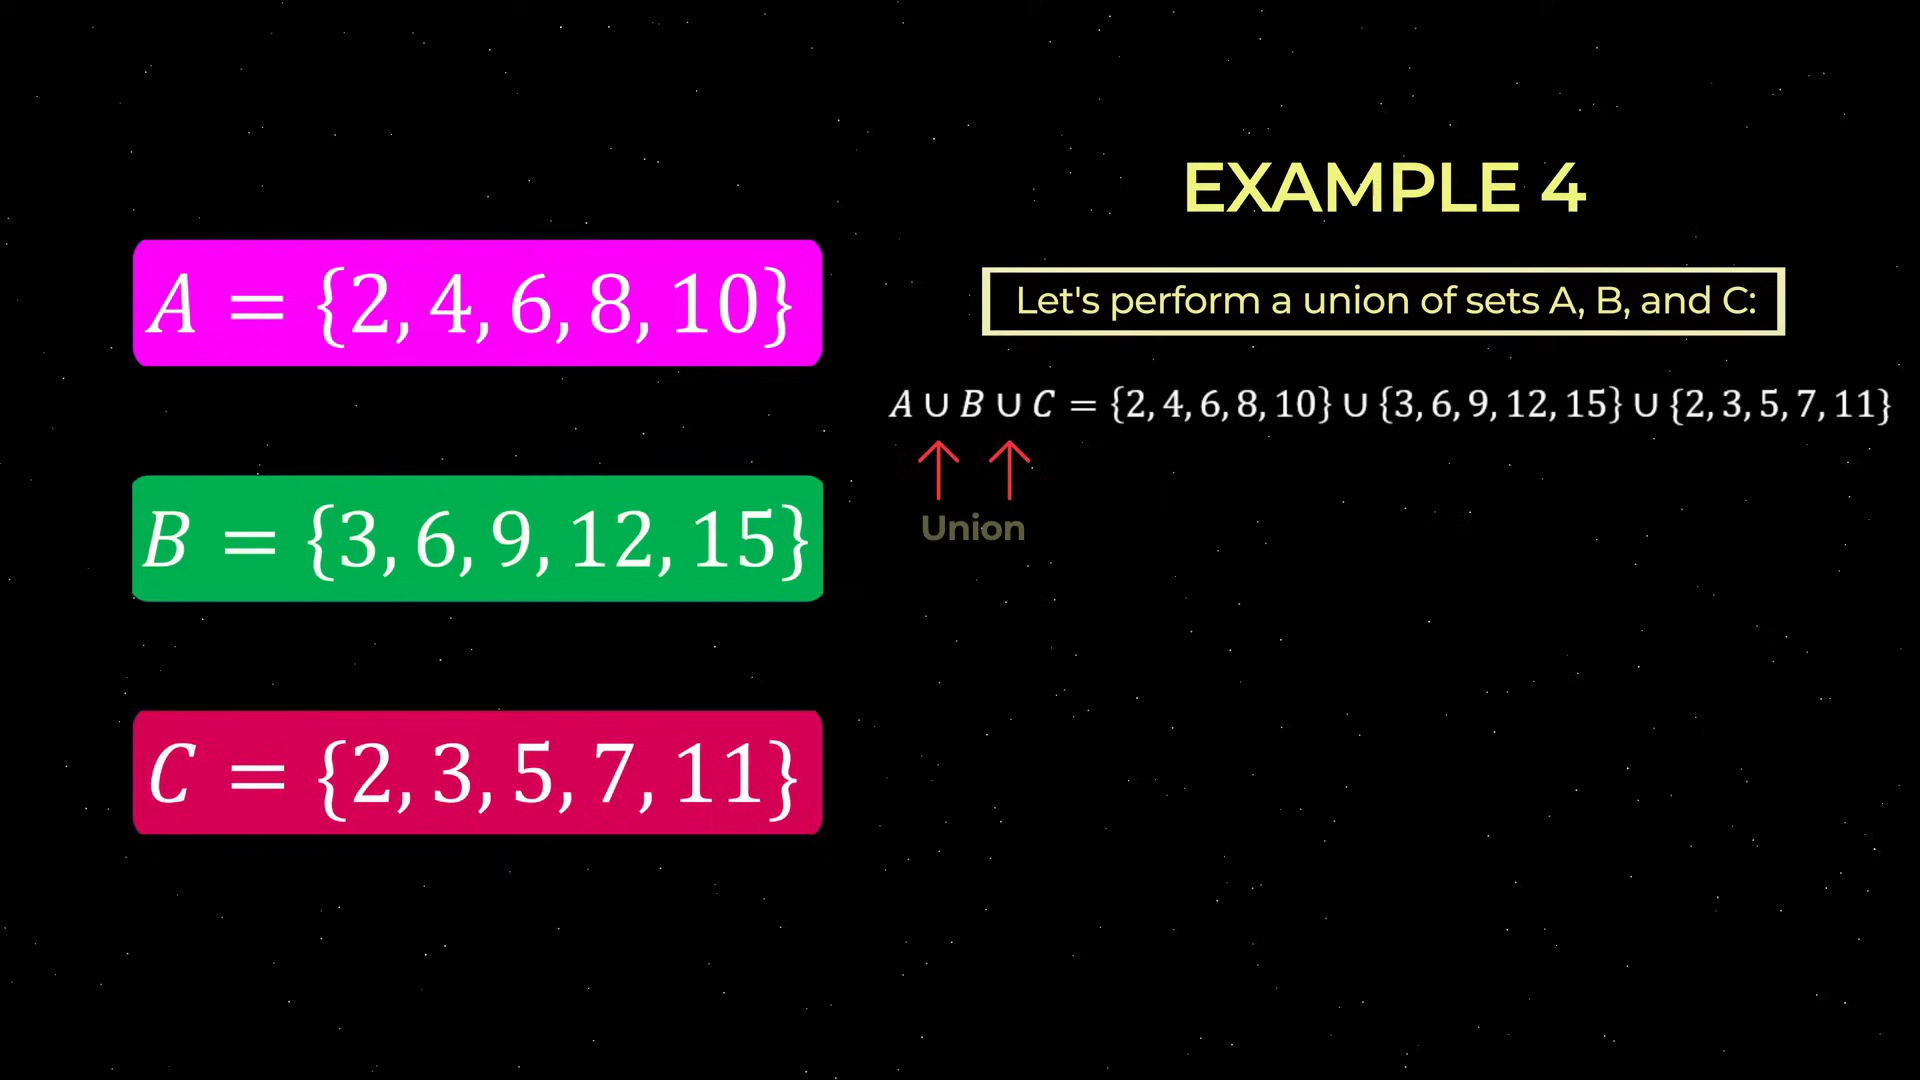 A = {2, 4, 6, 8, 10}
B = {3, 6, 9, 12, 15}
C = {2, 3, 5, 7, 11}
EXAMPLE 4
Let's perform a union of sets A, B, and C:
A ∪ B ∪ C = {2, 4, 6, 8, 10} ∪ {3, 6, 9, 12, 15} ∪ {2, 3, 5, 7, 11}
Union